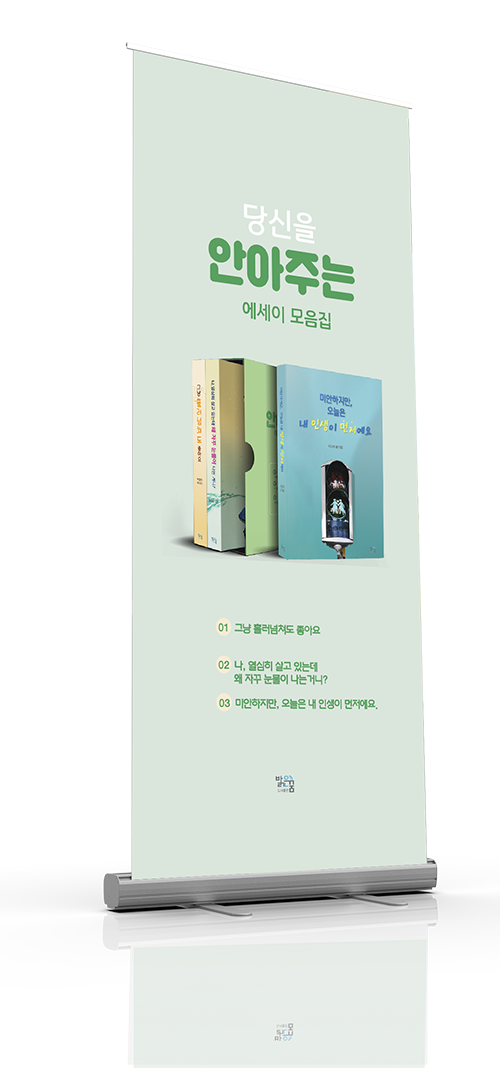 당신을
안아주는
에세이 모음집
미안하지만,
오늘은
내 인생이 먼저예요
01 그냥 흘러넘쳐도 좋아요
02 나, 열심히 살고 있는데
왜 자꾸 눈물이 나는거니?
03 미안하지만, 오늘은 내 인생이 먼저예요.